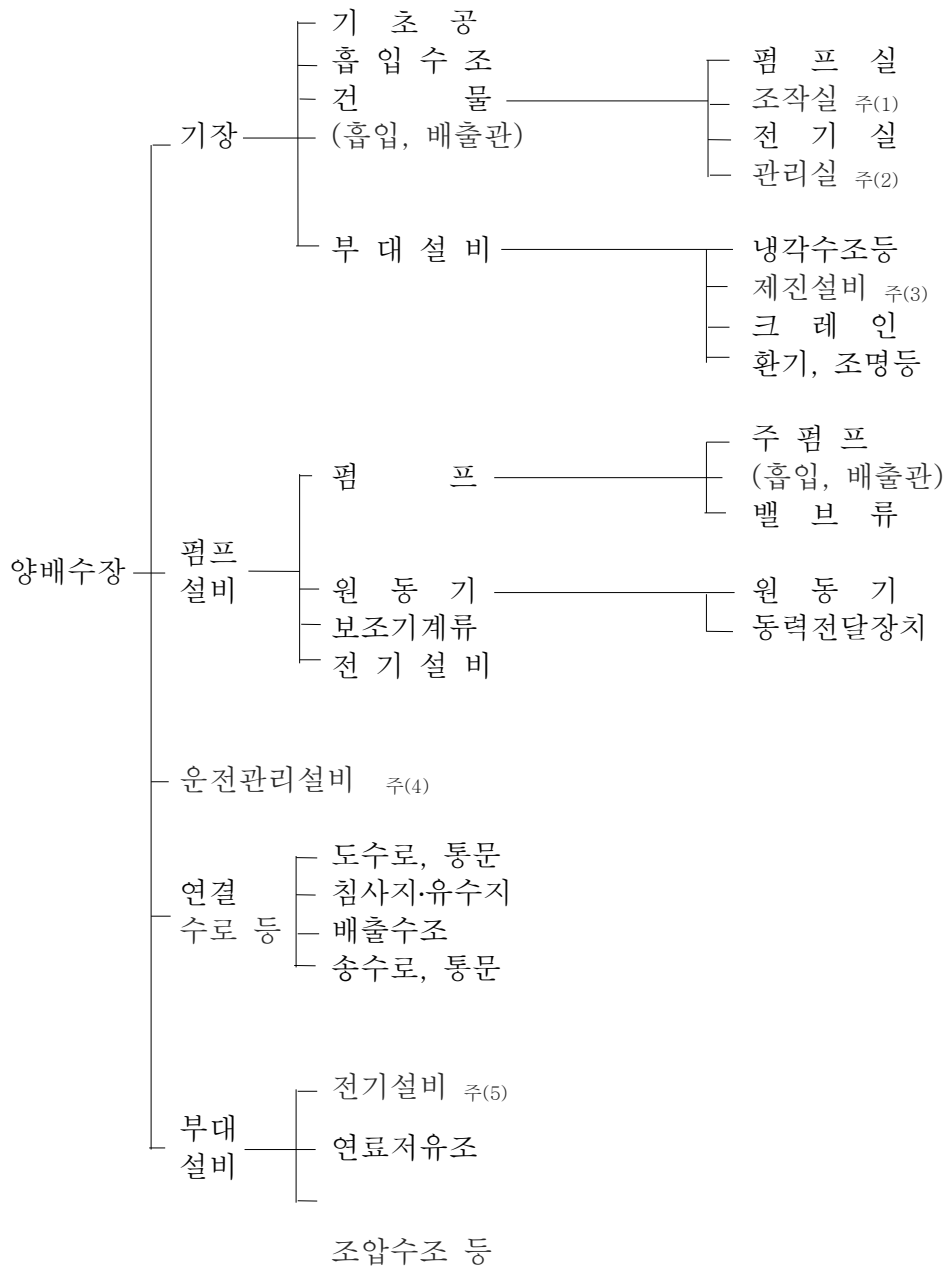 기 초 공
흡 입 수 조
건 물
(흡입, 배출관)
기장
펌 프 실
조작실 주(1)
전 기 실
관리실 주(2)
부 대 설 비
냉각수조등
제진설비 주(3)
크 레 인
환기, 조명등
양배수장
펌프
설비
펌 프
주 펌 프
(흡입, 배출관)
밸 브 류
원 동 기
원 동 기
동력전달장치
보조기계류
전 기 설 비
운전관리설비 주(4)
연결
수로 등
도수로, 통문
침사지·유수지
배출수조
송수로, 통문
부대
설비
전기설비 주(5)
연료저유조
조압수조 등